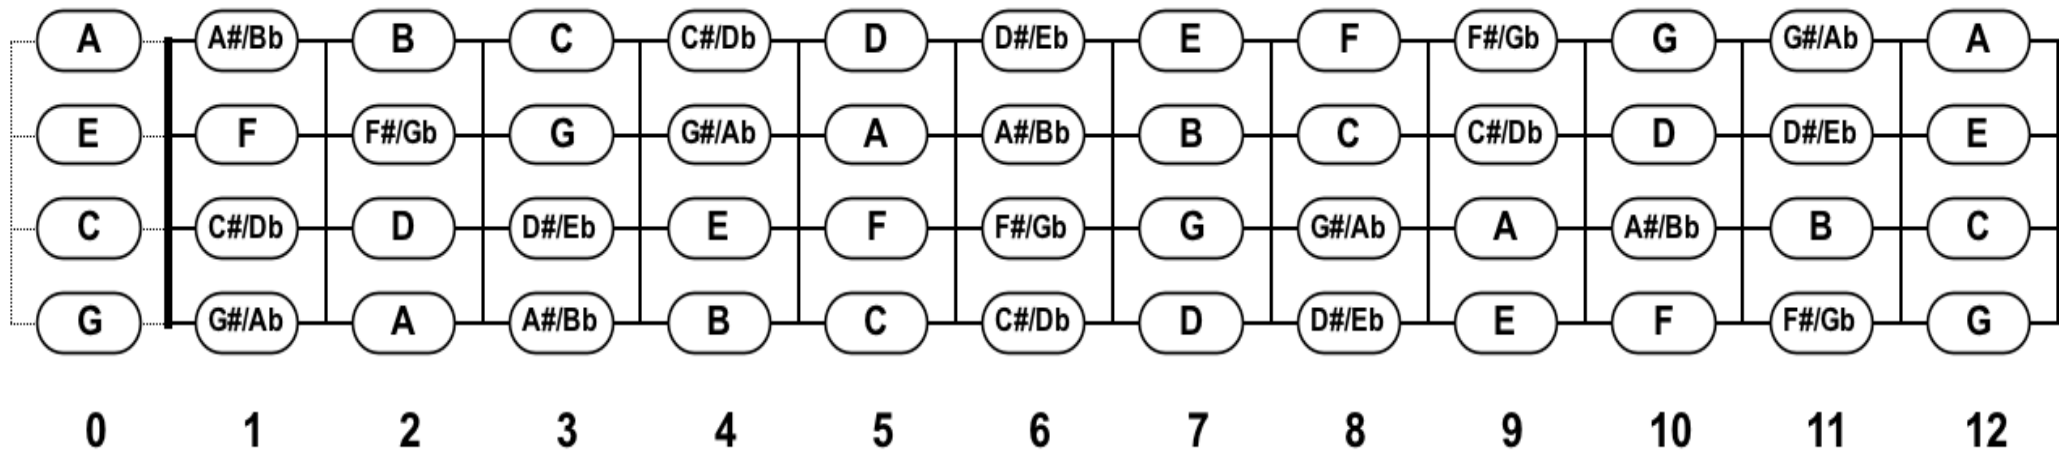 A A#/Bb B C C#/Db D D#/Eb E F F#/Gb G G#/Ab A
E F F#/Gb G G#/Ab A A#/Bb B C C#/Db D D#/Eb E
C C#/Db D D#/Eb E F F#/Gb G G#/Ab A A#/Bb B C
G G#/Ab A A#/Bb B C C#/Db D D#/Eb E F F#/Gb G
0 1 2 3 4 5 6 7 8 9 10 11 12